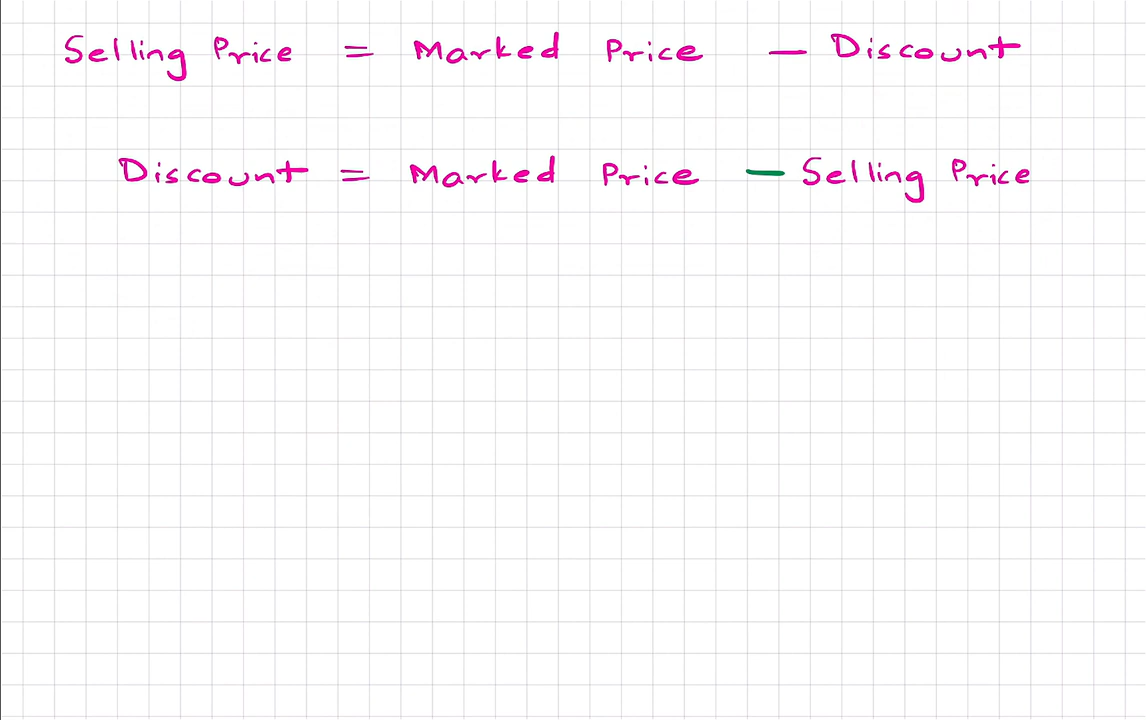 Selling Price = Marked Price - Discount
Discount = Marked Price - Selling Price